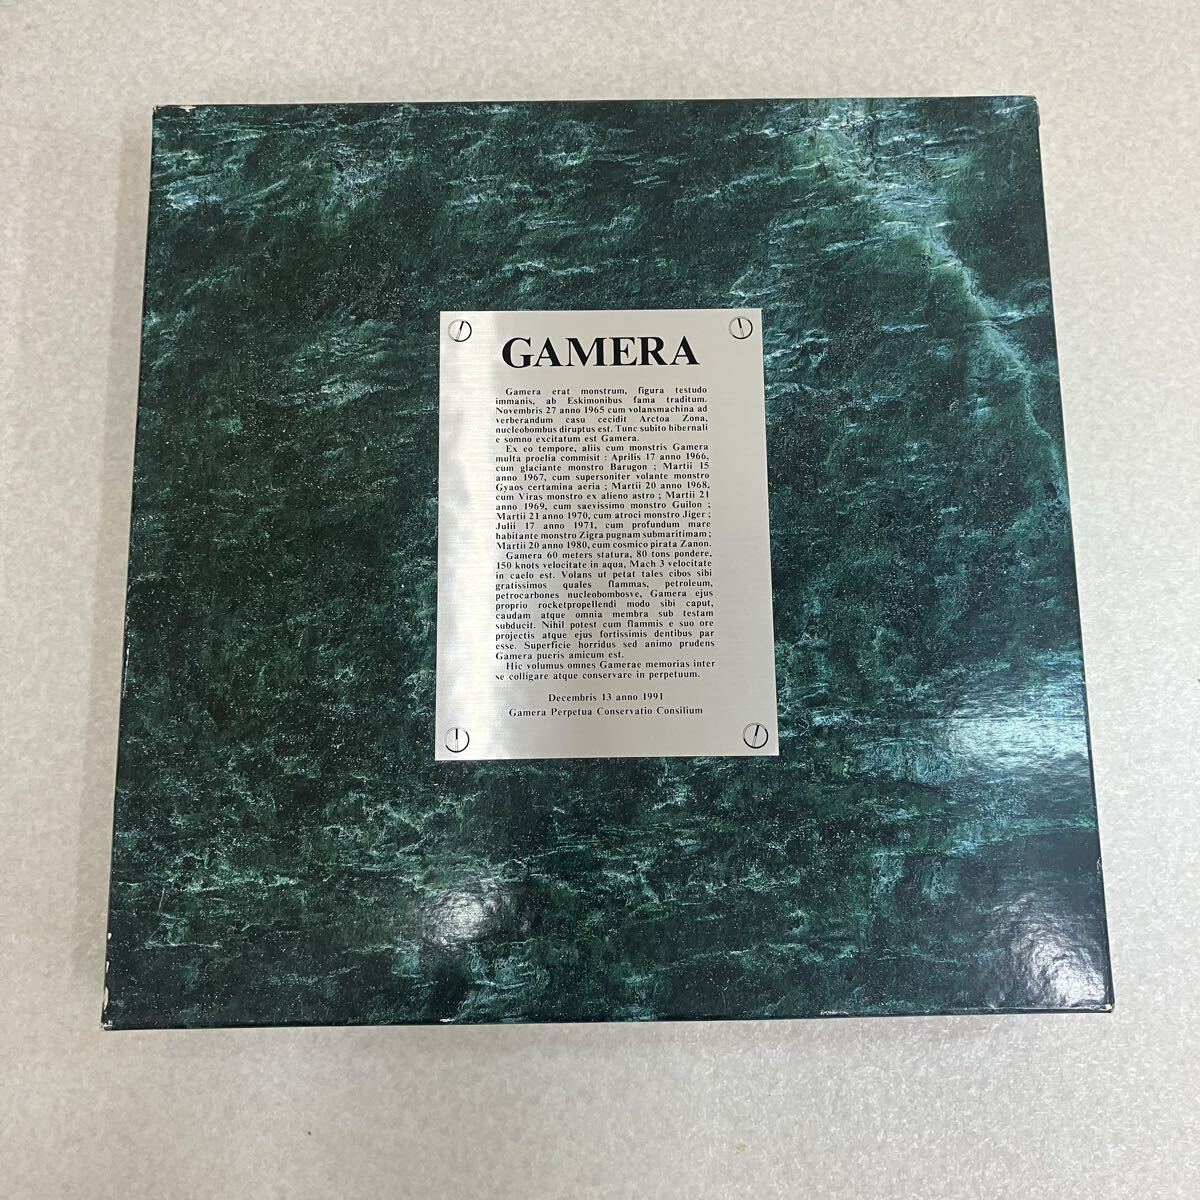 GAMERA
Gamera erat monstrum, figura testudo
immanis, ab Eskimonibus fama traditum.
Novembris 27 anno 1965 cum volansmachina ad
verberandum casu cecidit Arctoa Zona,
nucleobombus diruptus est. Tunc subito hibernali
e somno excitatum est Gamera.
Ex eo tempore, aliis cum monstris Gamera
multa proelia commisit : Aprilis 17 anno 1966,
cum glaciante monstro Barugon ; Martii 15
anno 1967, cum supersoniter volante monstro
Gyaos certamina aeria ; Martii 20 anno 1968,
cum Viras monstro ex alieno astro ; Martii 21
anno 1969, cum saevissimo monstro Guilon ;
Martii 21 anno 1970, cum atroci monstro Jiger ;
Julii 17 anno 1971, cum profundum mare
habitante monstro Zigra pugnam submaritimam ;
Martii 20 anno 1980, cum cosmico pirata Zanon.
Gamera 60 meters statura, 80 tons pondere,
150 knots velocitate in aqua, Mach 3 velocitate
in caelo est. Volans ut petat tales cibos sibi
gratissimos quales flammas, petroleum,
petrocarbones nucleobombosve, Gamera ejus
proprio rocketpropellendi modo sibi caput,
caudam atque omnia membra sub testam
subducit. Nihil potest cum flammis e suo ore
projectis atque ejus fortissimis dentibus par
esse. Superficie horridus sed animo prudens
Gamera pueris amicum est.
Hic volumus omnes Gamerae memorias inter
se colligare atque conservare in perpetuum.
Decembris 13 anno 1991
Gamera Perpetua Conservatio Consilium